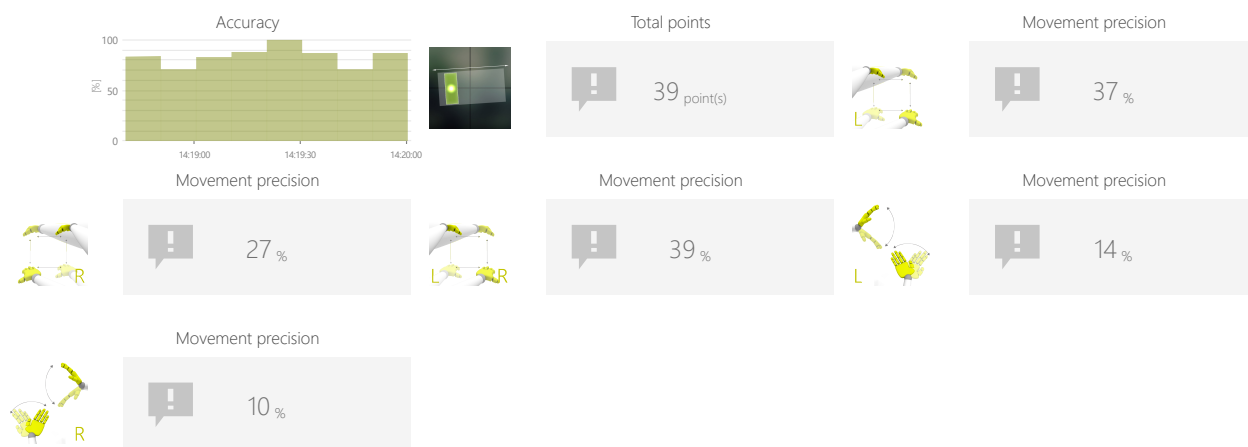 Accuracy
Total points
Movement precision
100
[%]
50
0
14:19:00
14:19:30
14:20:00
39 point(s)
L
37 %
Movement precision
Movement precision
Movement precision
R
27 %
L R
39 %
L
14 %
Movement precision
R
10 %